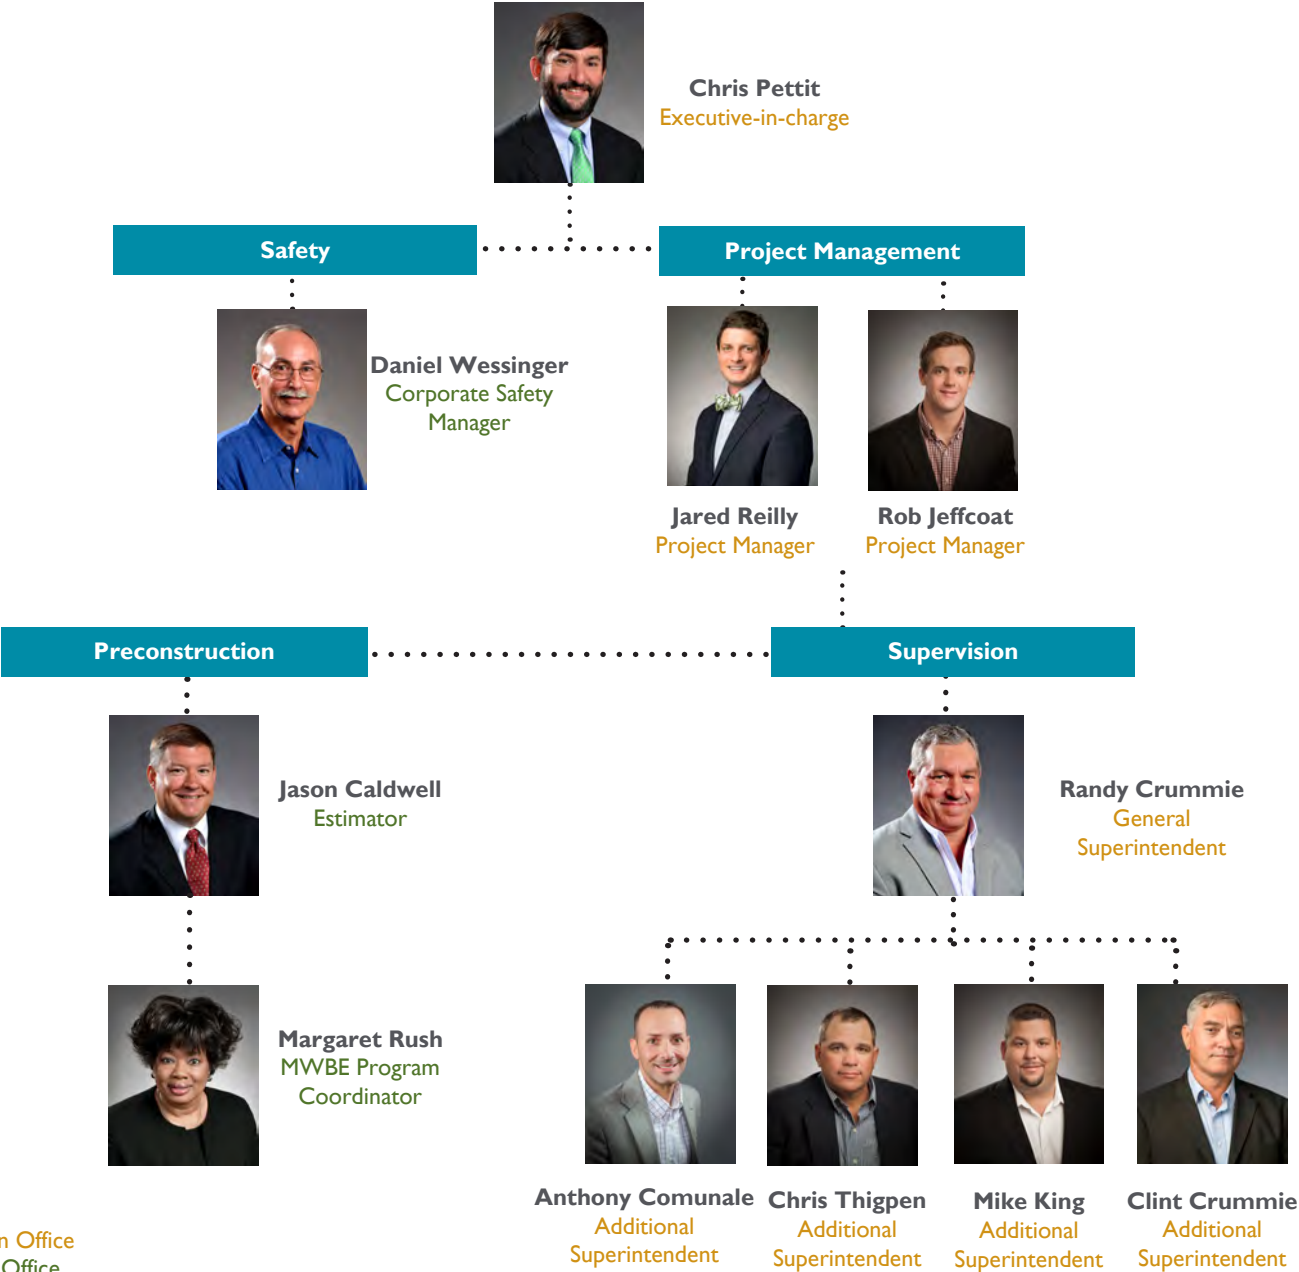 Chris Pettit
Executive-in-charge
Safety
Project Management
Daniel Wessinger
Corporate Safety
Manager
Jared Reilly
Project Manager
Rob Jeffcoat
Project Manager
Preconstruction
Supervision
Jason Caldwell
Estimator
Randy Crummie
General
Superintendent
Margaret Rush
MWBE Program
Coordinator
Anthony Comunale
Additional
Superintendent
Chris Thigpen
Additional
Superintendent
Mike King
Additional
Superintendent
Clint Crummie
Additional
Superintendent
n Office
Office